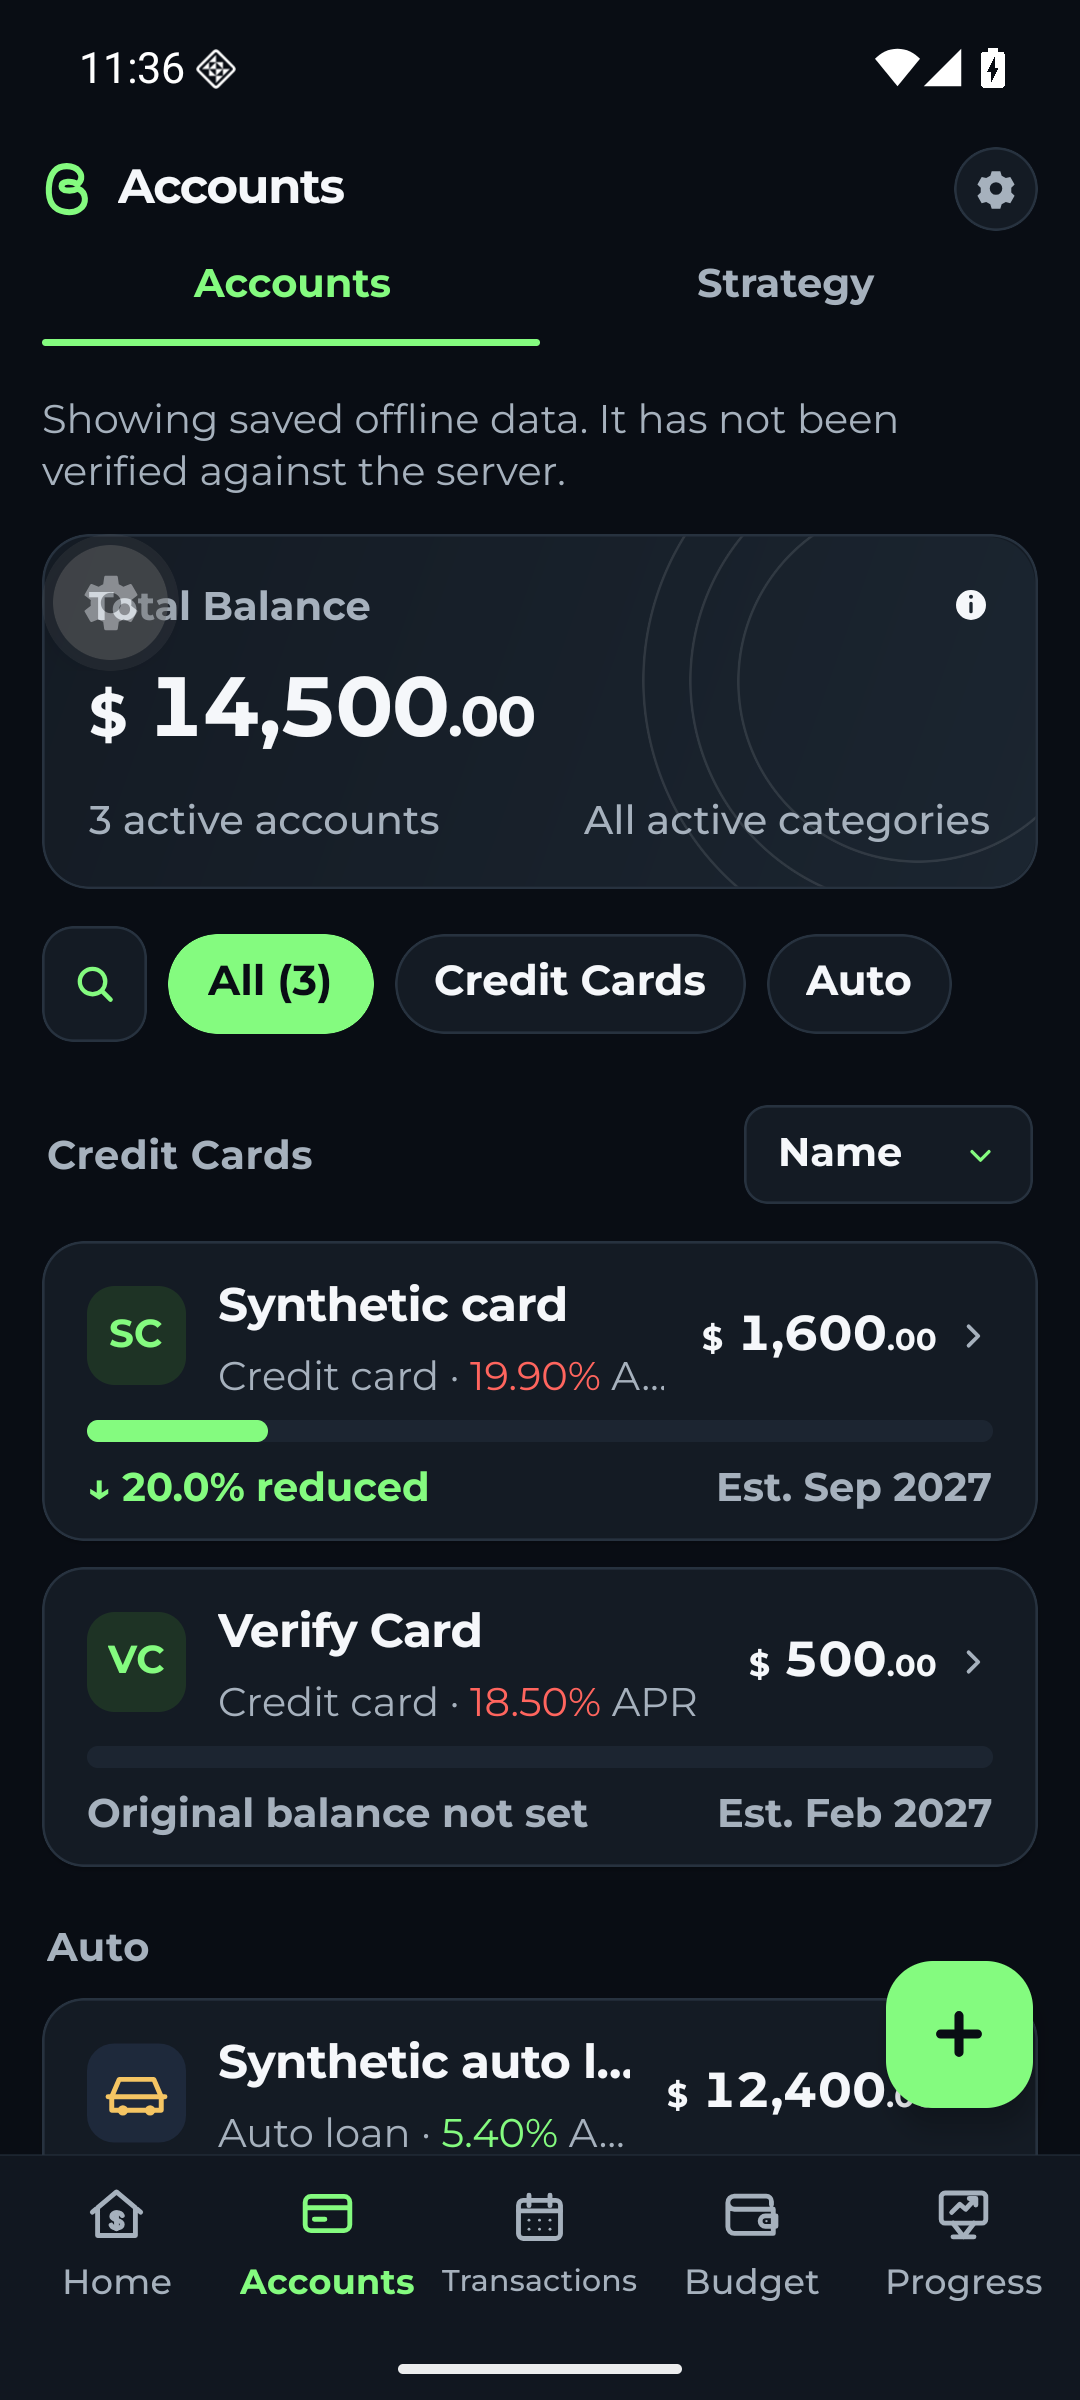 11:36
Accounts
Accounts
Strategy
Showing saved offline data. It has not been
verified against the server.
Total Balance
$ 14,500.00
3 active accounts
All active categories
All (3)
Credit Cards
Auto
Credit Cards
Name
SC
Synthetic card
$ 1,600.00
Credit card · 19.90% A...
↓ 20.0% reduced
Est. Sep 2027
VC
Verify Card
$ 500.00
Credit card · 18.50% APR
Original balance not set
Est. Feb 2027
Auto
Synthetic auto l...
$ 12,400.0
Auto loan · 5.40% A...
Home
Accounts
Transactions
Budget
Progress